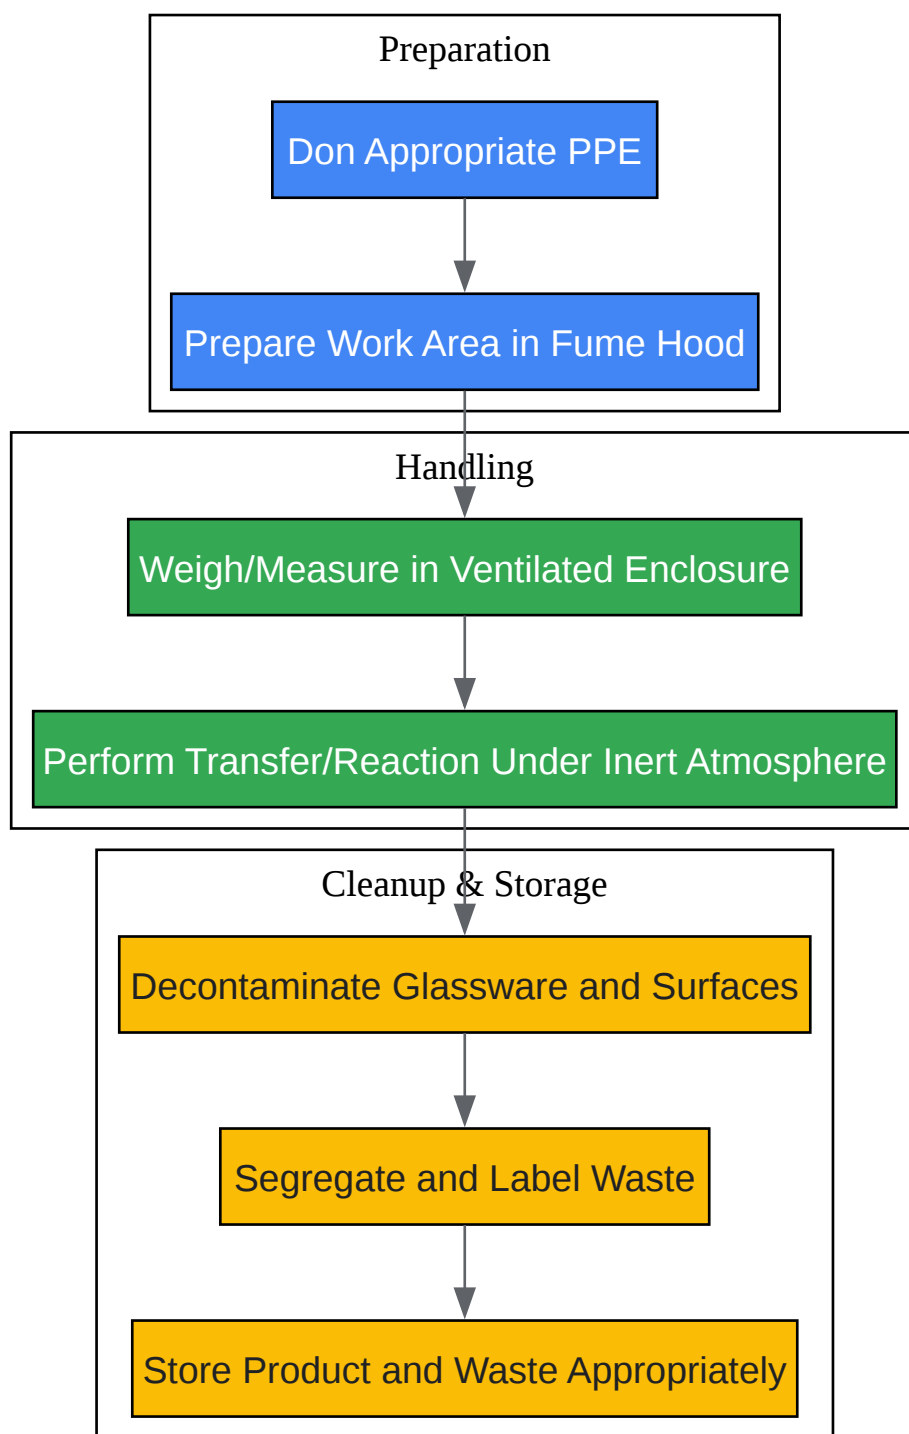 Preparation
Don Appropriate PPE
Prepare Work Area in Fume Hood
Handling
Weigh/Measure in Ventilated Enclosure
Perform Transfer/Reaction Under Inert Atmosphere
Cleanup & Storage
Decontaminate Glassware and Surfaces
Segregate and Label Waste
Store Product and Waste Appropriately